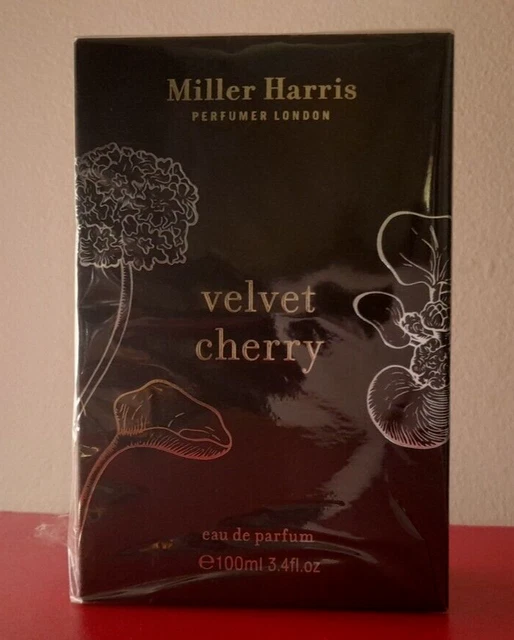 Miller Harris
PERFUMER LONDON
velvet
cherry
eau de parfum
℮100ml 3.4fl.oz